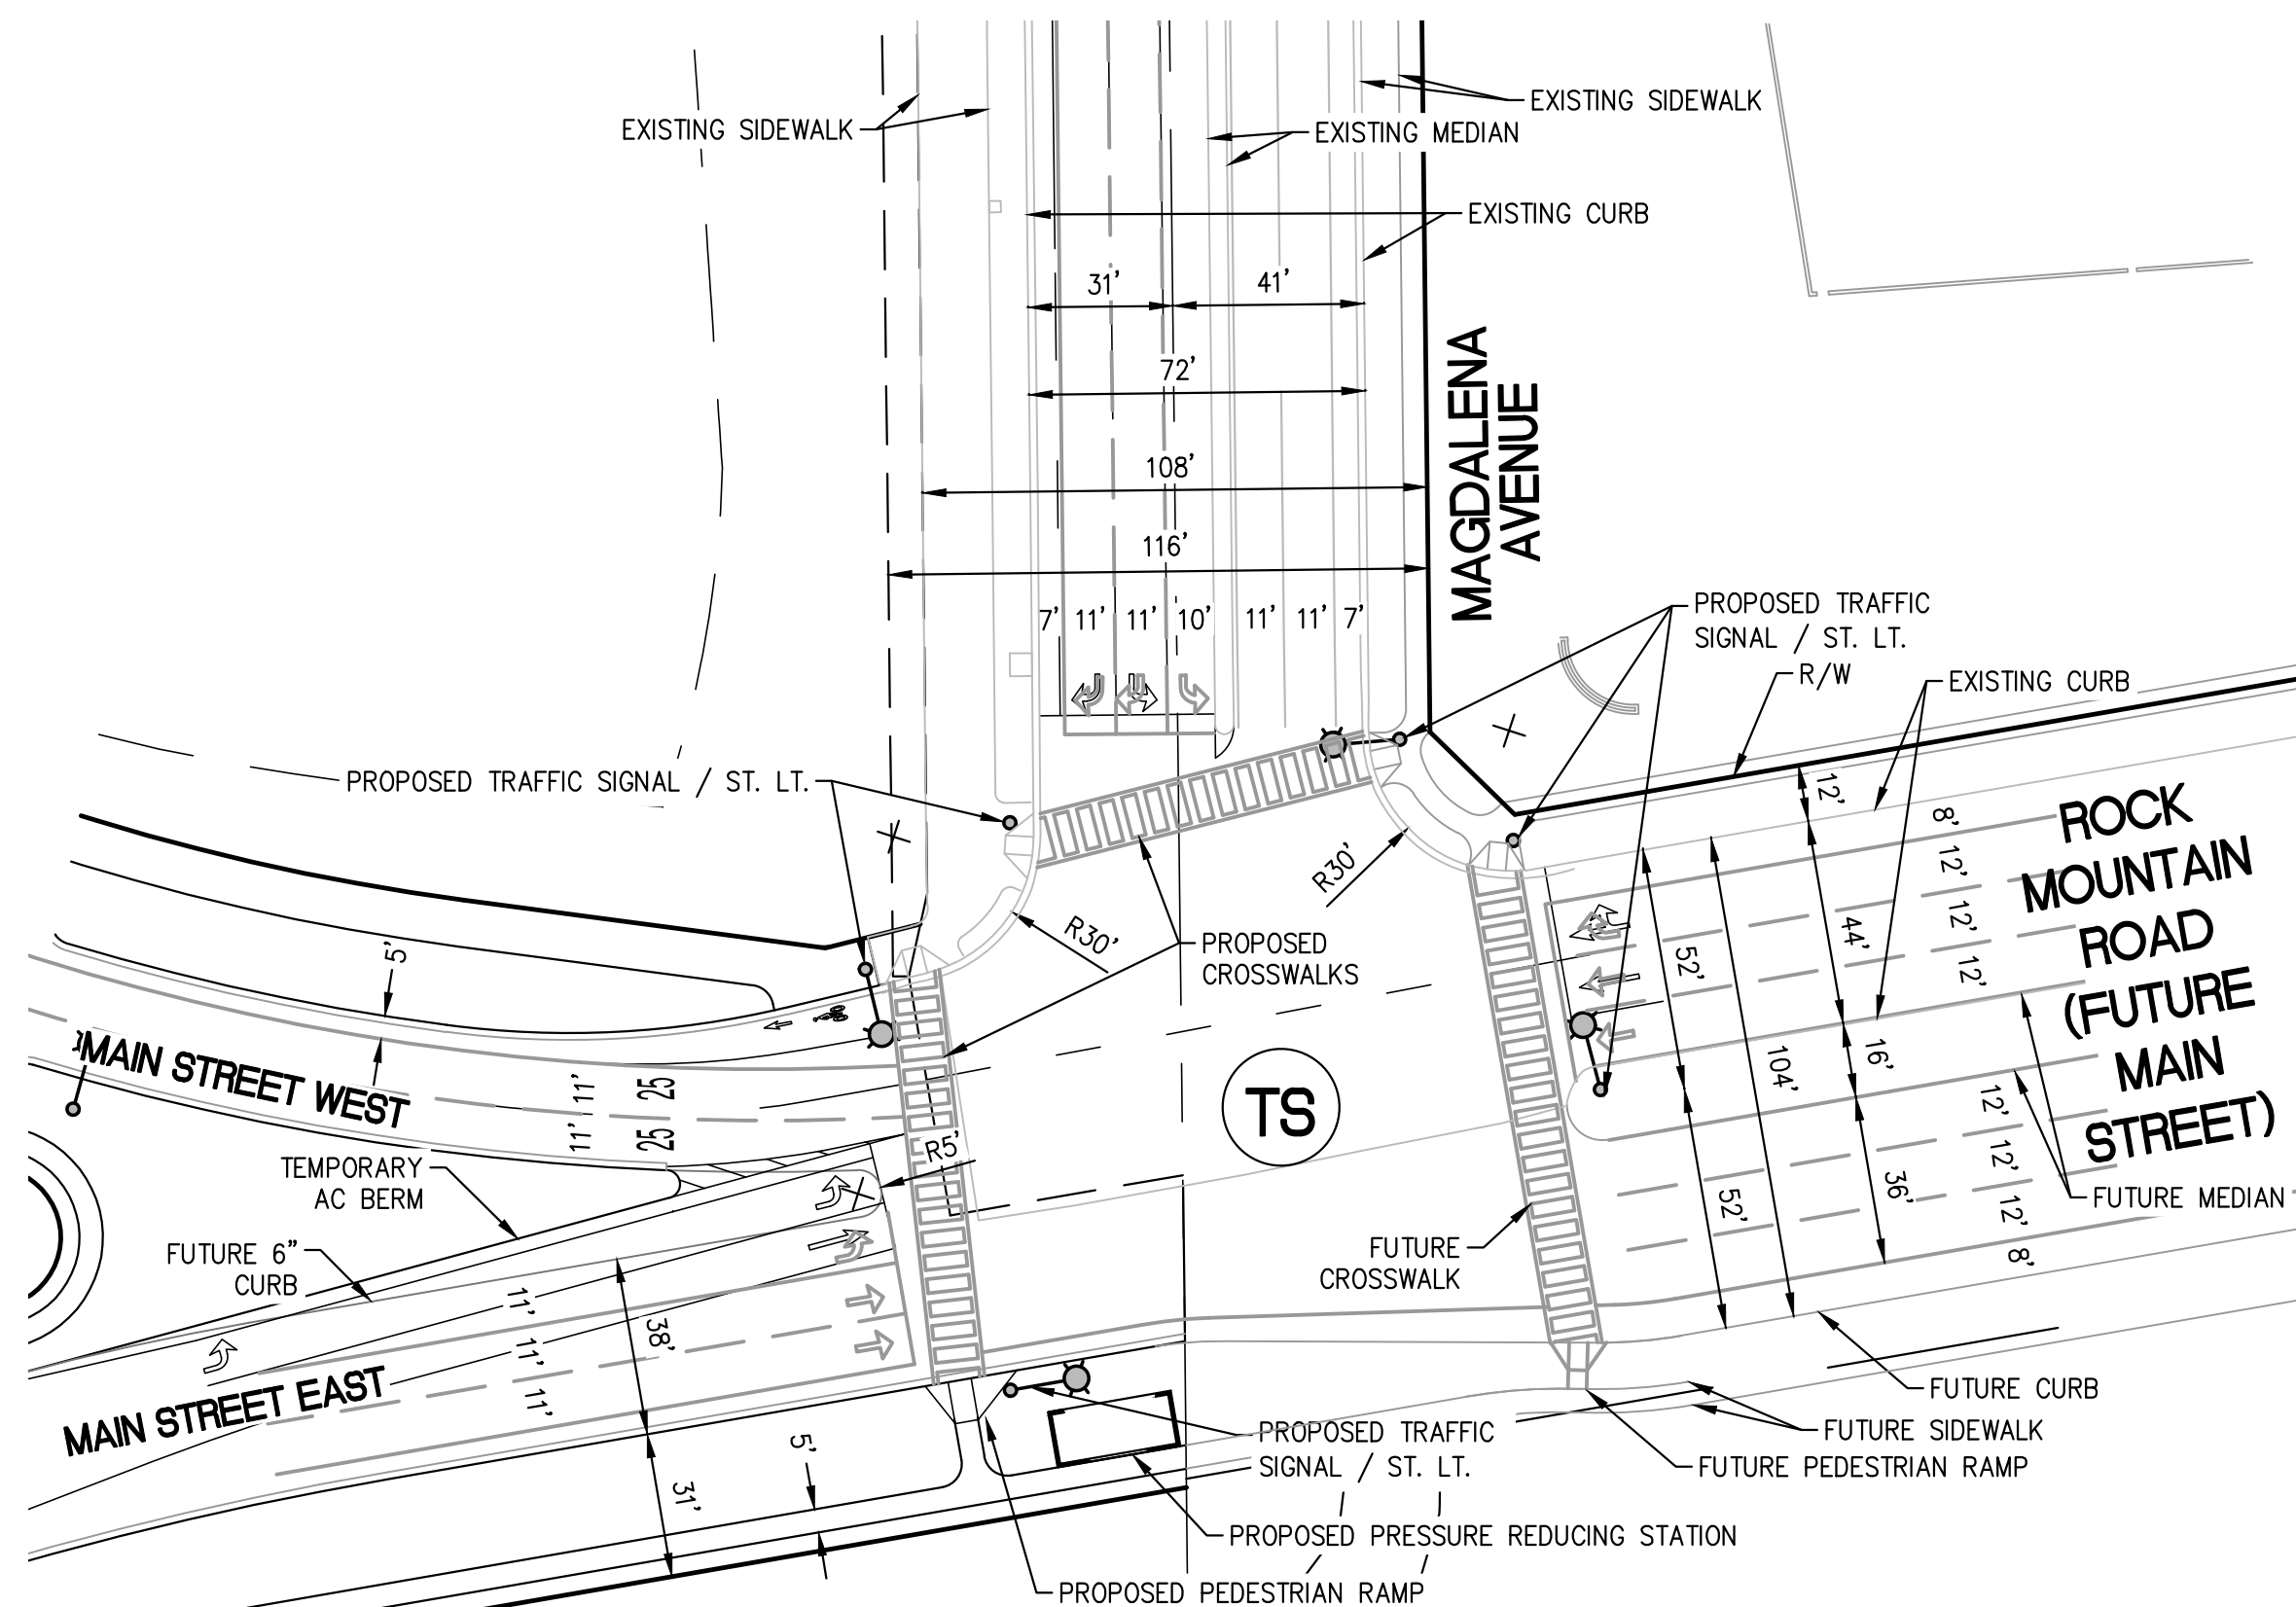 EXISTING SIDEWALK
EXISTING SIDEWALK
EXISTING MEDIAN
EXISTING CURB
31' 41'
72'
108'
116'
MAGDALENA
AVENUE
7' 11' 11' 10' 11' 11' 7'
PROPOSED TRAFFIC
SIGNAL / ST. LT.
R/W
EXISTING CURB
PROPOSED TRAFFIC SIGNAL / ST. LT.
12'
8'
12'
12'
12'
44'
16'
52'
104'
52'
36'
12'
12'
12'
8'
ROCK
MOUNTAIN
ROAD
(FUTURE
MAIN
STREET)
R30'
R30'
PROPOSED
CROSSWALKS
5'
MAIN STREET WEST
11' 11'
25 25
TS
R5'
TEMPORARY
AC BERM
FUTURE 6"
CURB
FUTURE MEDIAN
FUTURE
CROSSWALK
11'
11'
11'
38'
31'
5'
MAIN STREET EAST
FUTURE CURB
FUTURE SIDEWALK
FUTURE PEDESTRIAN RAMP
PROPOSED TRAFFIC
SIGNAL / ST. LT.
PROPOSED PRESSURE REDUCING STATION
PROPOSED PEDESTRIAN RAMP